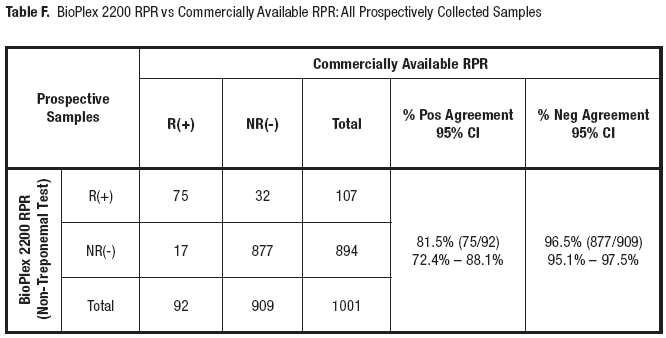 Table F. BioPlex 2200 RPR vs Commercially Available RPR: All Prospectively Collected Samples
Prospective
Samples
Commercially Available RPR
R(+)
NR(-)
Total
% Pos Agreement
95% CI
% Neg Agreement
95% CI
BioPlex 2200 RPR
(Non-Treponemal Test)
R(+)
75
32
107
NR(-)
17
877
894
Total
92
909
1001
81.5% (75/92)
72.4% – 88.1%
96.5% (877/909)
95.1% – 97.5%